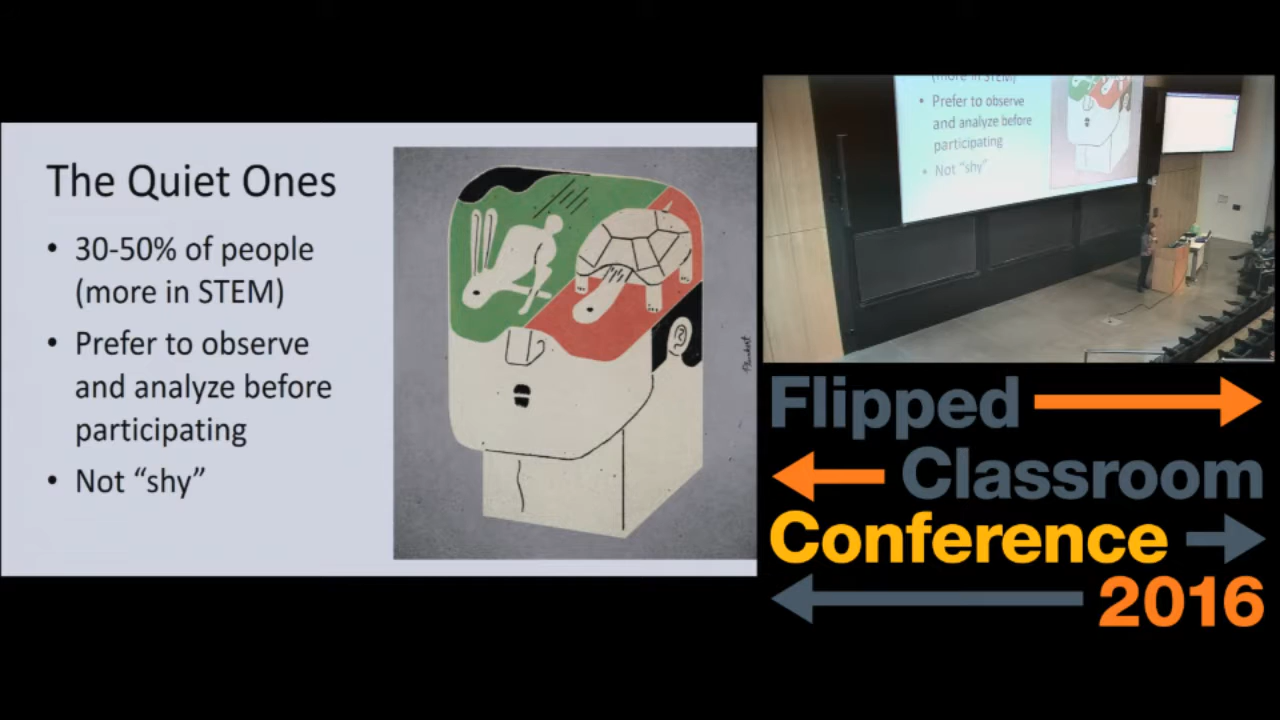 The Quiet Ones
• 30-50% of people
(more in STEM)
• Prefer to observe
and analyze before
participating
• Not “shy”
(more in STEM)
• Prefer to observe
and analyze before
participating
• Not “shy”
Flipped
Classroom
Conference
2016